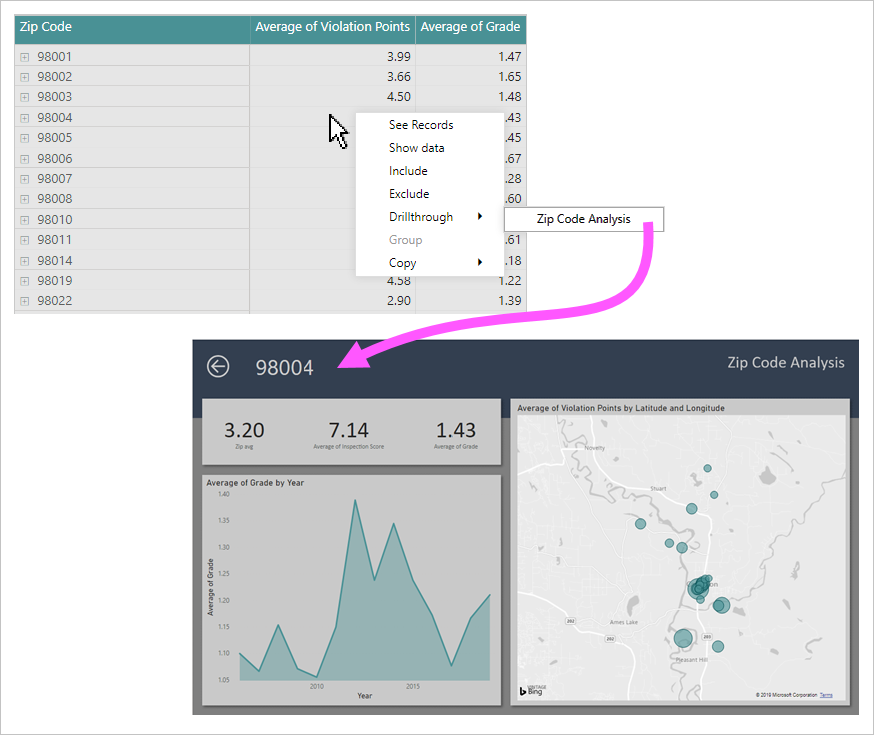 Zip Code Average of Violation Points Average of Grade
98001 3.99 1.47
98002 3.66 1.65
98003 4.50 1.48
98004 .43
See Records
98005 .45
Show data
98006 .67
Include
98007 .28
Exclude
98008 .60
98010
Drillthrough
Zip Code Analysis
98011 .61
Group
98014 .18
Copy
98019 4.58 1.22
98022 2.90 1.39
98004
Zip Code Analysis
3.20 7.14 1.43
Zip avg Average of Inspection Score Average of Grade
Average of Grade by Year
1.40
1.35
1.30
1.25
1.20
1.15
1.10
1.05
Average of Grade
2010 2015
Year
Average of Violation Points by Latitude and Longitude
Novelty
Stuart
Ames Lake
202
202
203
Pleasant Hill
Bing
© 2019 Microsoft Corporation Terms